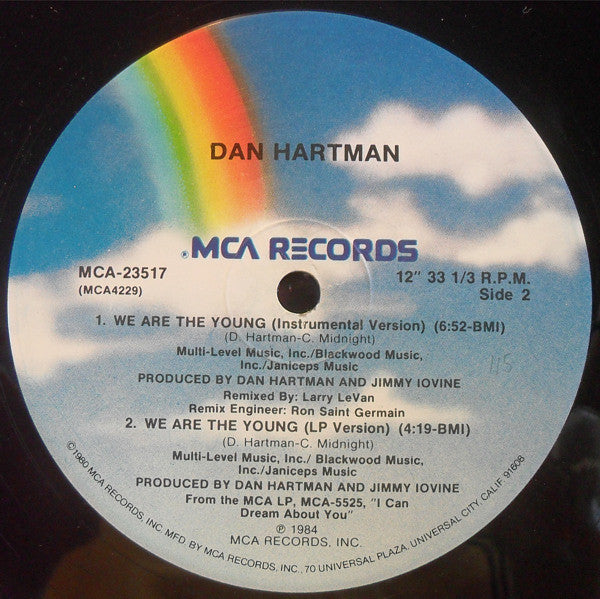 DAN HARTMAN
®MCA RECORDS
MCA-23517
(MCA4229)
12" 33 1/3 R.P.M.
Side 2
1. WE ARE THE YOUNG (Instrumental Version) (6:52-BMI)
(D. Hartman-C. Midnight)
Multi-Level Music, Inc./Blackwood Music,
Inc./Janiceps Music
PRODUCED BY DAN HARTMAN AND JIMMY IOVINE
Remixed By: Larry LeVan
Remix Engineer: Ron Saint Germain
2. WE ARE THE YOUNG (LP Version) (4:19-BMI)
(D. Hartman-C. Midnight)
Multi-Level Music, Inc./ Blackwood Music,
Inc./Janiceps Music
PRODUCED BY DAN HARTMAN AND JIMMY IOVINE
From the MCA LP, MCA-5525, "I Can
Dream About You"
℗ 1984
MCA RECORDS, INC.
©1980 MCA RECORDS, INC. MFD. BY MCA RECORDS, INC., 70 UNIVERSAL PLAZA, UNIVERSAL CITY, CALIF. 91608